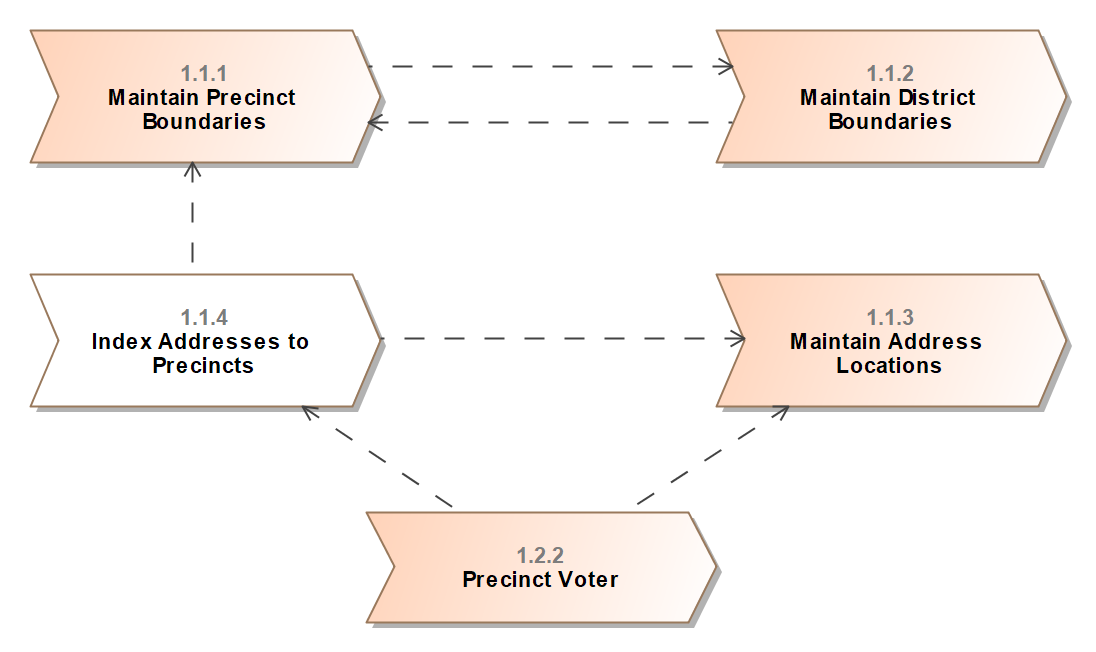 1.1.1
Maintain Precinct
Boundaries
1.1.2
Maintain District
Boundaries
1.1.4
Index Addresses to
Precincts
1.1.3
Maintain Address
Locations
1.2.2
Precinct Voter